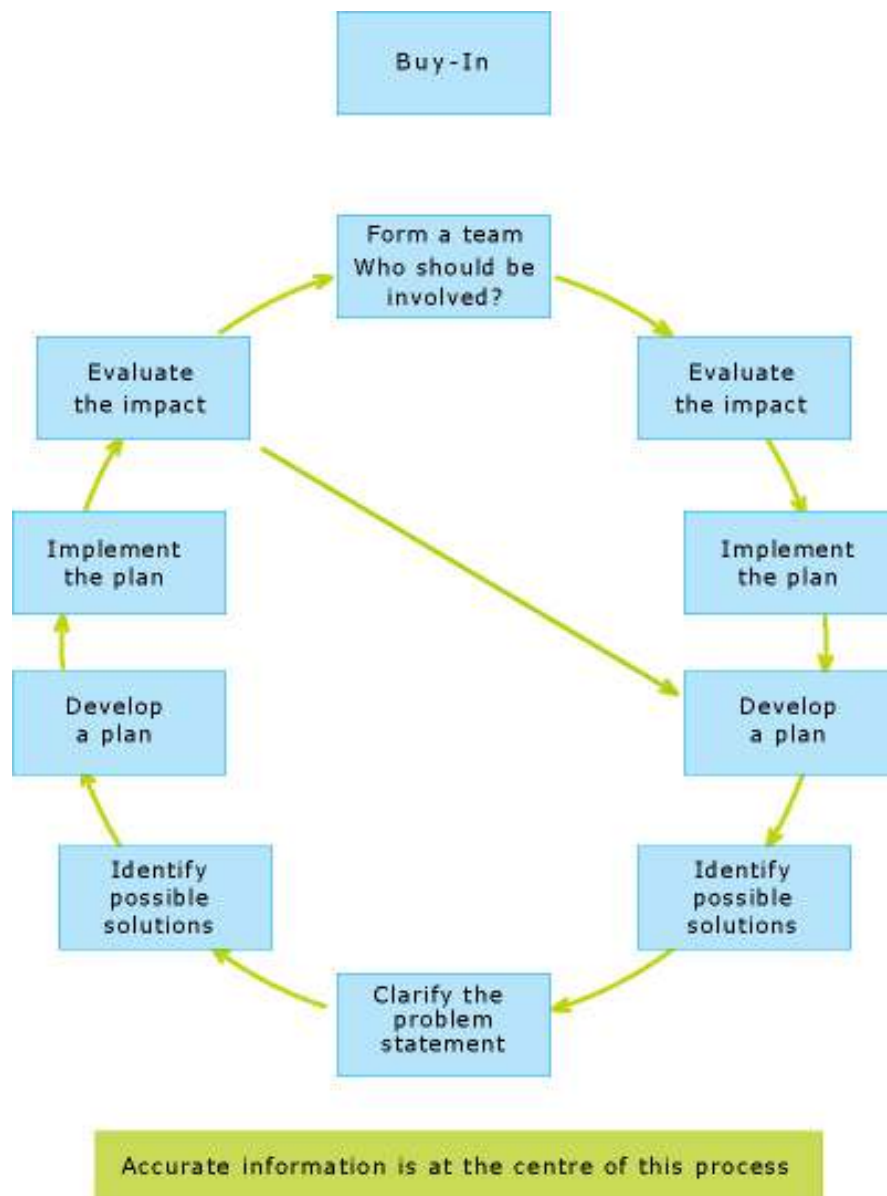 Buy-In
Form a team
Who should be
involved?
Evaluate
the impact
Evaluate
the impact
Implement
the plan
Implement
the plan
Develop
a plan
Develop
a plan
Identify
possible
solutions
Identify
possible
solutions
Clarify the
problem
statement
Accurate information is at the centre of this process